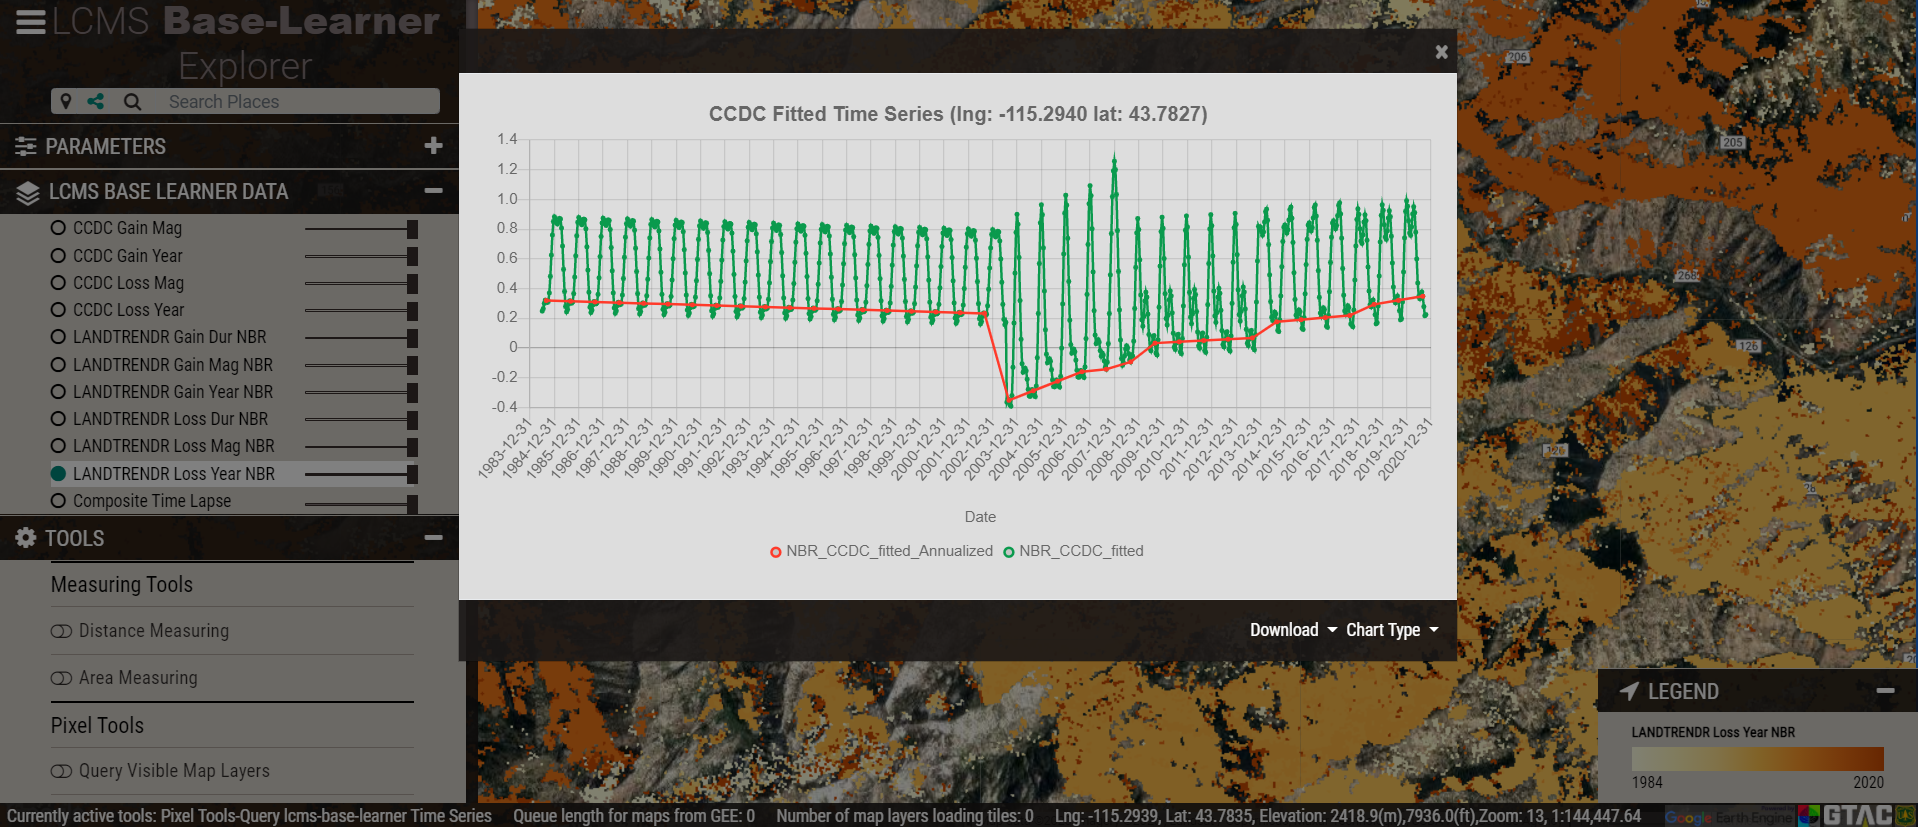 LCMS Base-Learner
Explorer
Search Places
PARAMETERS
LCMS BASE LEARNER DATA
CCDC Gain Mag
CCDC Gain Year
CCDC Loss Mag
CCDC Loss Year
LANDTRENDR Gain Dur NBR
LANDTRENDR Gain Mag NBR
LANDTRENDR Gain Year NBR
LANDTRENDR Loss Dur NBR
LANDTRENDR Loss Mag NBR
LANDTRENDR Loss Year NBR
Composite Time Lapse
TOOLS
Measuring Tools
Distance Measuring
Area Measuring
Pixel Tools
Query Visible Map Layers
CCDC Fitted Time Series (lng: -115.2940 lat: 43.7827)
1.4
1.2
1.0
0.8
0.6
0.4
0.2
0
-0.2
-0.4
1983-12-31
1984-12-31
1985-12-31
1986-12-31
1987-12-31
1988-12-31
1989-12-31
1990-12-31
1991-12-31
1992-12-31
1993-12-31
1994-12-31
1995-12-31
1996-12-31
1997-12-31
1998-12-31
1999-12-31
2000-12-31
2001-12-31
2002-12-31
2003-12-31
2004-12-31
2005-12-31
2006-12-31
2007-12-31
2008-12-31
2009-12-31
2010-12-31
2011-12-31
2012-12-31
2013-12-31
2014-12-31
2015-12-31
2016-12-31
2017-12-31
2018-12-31
2019-12-31
2020-12-31
Date
NBR_CCDC_fitted_Annualized NBR_CCDC_fitted
Download Chart Type
206
205
268
126
126
26
LEGEND
LANDTRENDR Loss Year NBR
1984 2020
Currently active tools: Pixel Tools-Query lcms-base-learner Time Series Queue length for maps from GEE: 0 Number of map layers loading tiles: 0 Lng: -115.2939, Lat: 43.7835, Elevation: 2418.9(m),7936.0(ft),Zoom: 13, 1:144,447.64
Google Earth Engine GTAC